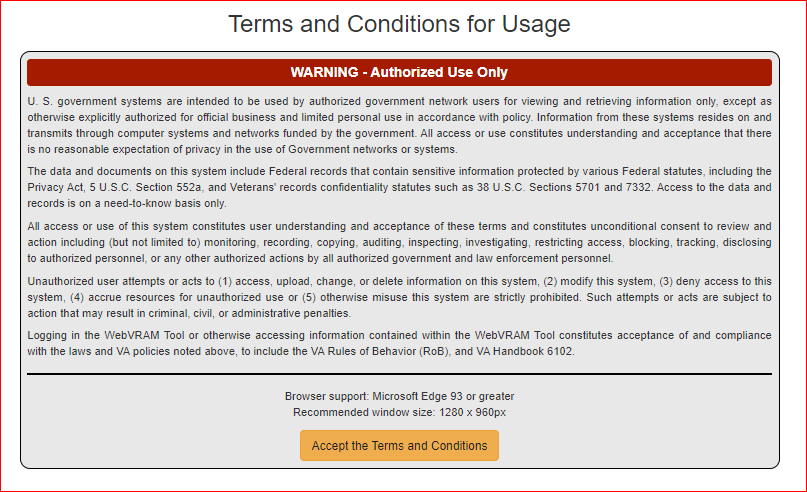 Terms and Conditions for Usage
WARNING - Authorized Use Only
U. S. government systems are intended to be used by authorized government network users for viewing and retrieving information only, except as
otherwise explicitly authorized for official business and limited personal use in accordance with policy. Information from these systems resides on and
transmits through computer systems and networks funded by the government. All access or use constitutes understanding and acceptance that there
is no reasonable expectation of privacy in the use of Government networks or systems.
The data and documents on this system include Federal records that contain sensitive information protected by various Federal statutes, including the
Privacy Act, 5 U.S.C. Section 552a, and Veterans' records confidentiality statutes such as 38 U.S.C. Sections 5701 and 7332. Access to the data and
records is on a need-to-know basis only.
All access or use of this system constitutes user understanding and acceptance of these terms and constitutes unconditional consent to review and
action including (but not limited to) monitoring, recording, copying, auditing, inspecting, investigating, restricting access, blocking, tracking, disclosing
to authorized personnel, or any other authorized actions by all authorized government and law enforcement personnel.
Unauthorized user attempts or acts to (1) access, upload, change, or delete information on this system, (2) modify this system, (3) deny access to this
system, (4) accrue resources for unauthorized use or (5) otherwise misuse this system are strictly prohibited. Such attempts or acts are subject to
action that may result in criminal, civil, or administrative penalties.
Logging in the WebVRAM Tool or otherwise accessing information contained within the WebVRAM Tool constitutes acceptance of and compliance
with the laws and VA policies noted above, to include the VA Rules of Behavior (RoB), and VA Handbook 6102.
Browser support: Microsoft Edge 93 or greater
Recommended window size: 1280 x 960px
Accept the Terms and Conditions